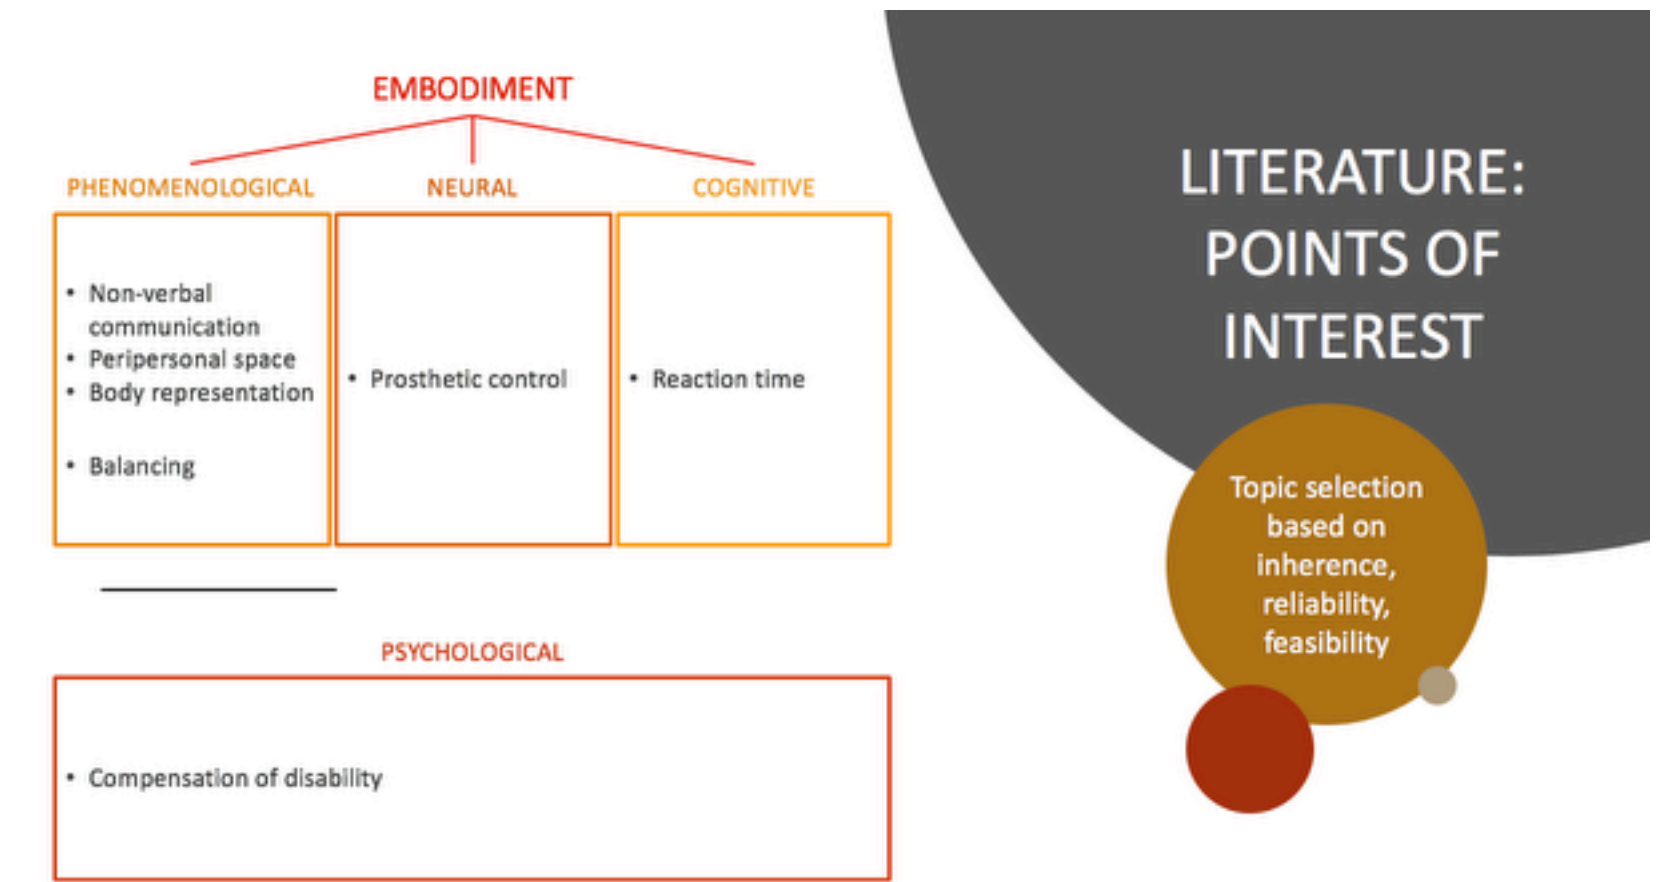 EMBODIMENT
PHENOMENOLOGICAL
NEURAL
COGNITIVE
• Non-verbal
communication
• Peripersonal space
• Body representation
• Balancing
• Prosthetic control
• Reaction time
PSYCHOLOGICAL
• Compensation of disability
LITERATURE:
POINTS OF
INTEREST
Topic selection
based on
inherence,
reliability,
feasibility